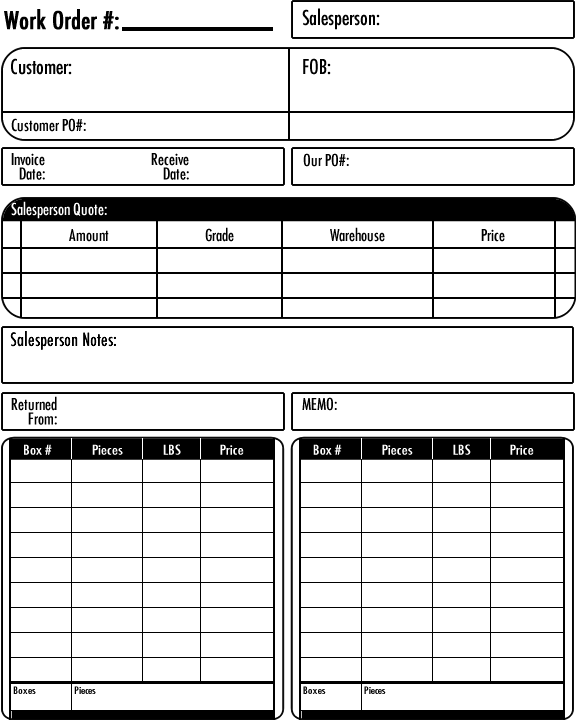 Work Order #:
Salesperson:
Customer:
FOB:
Customer PO#:
Invoice Date:
Receive Date:
Our PO#:
Salesperson Quote:
Amount Grade Warehouse Price
Salesperson Notes:
Returned From:
MEMO:
Box # Pieces LBS Price
Box # Pieces LBS Price
Boxes Pieces
Boxes Pieces